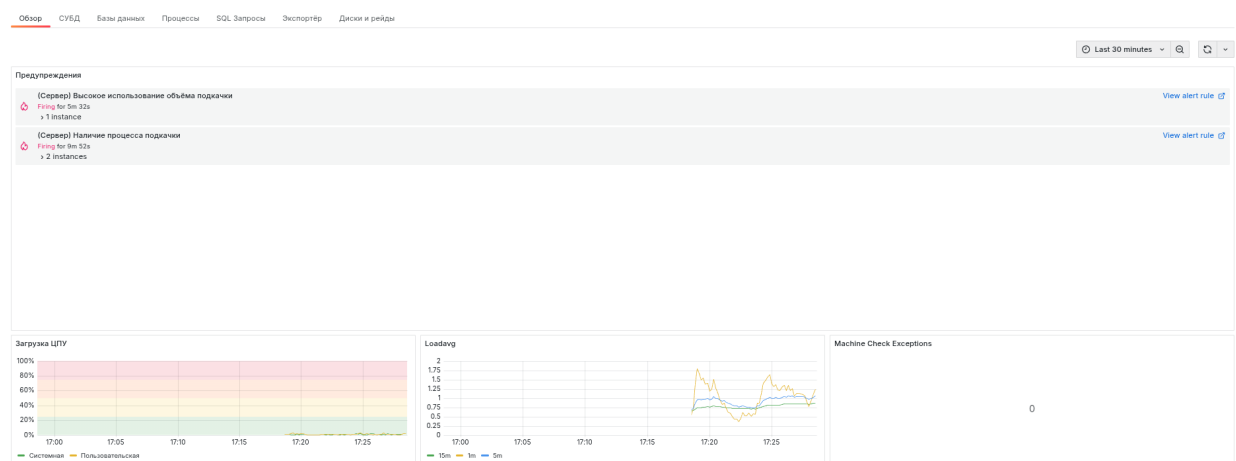 Обзор СУБД Базы данных Процессы SQL Запросы Экспортёр Диски и рейды
Last 30 minutes
Предупреждения
(Сервер) Высокое использование объёма подкачки
View alert rule
Firing for 5m 32s
1 instance
(Сервер) Наличие процесса подкачки
View alert rule
Firing for 9m 52s
2 instances
Загрузка ЦПУ
100%
80%
60%
40%
20%
0%
17:00 17:05 17:10 17:15 17:20 17:25
Системная Пользовательская
Loadavg
2
1.75
1.5
1.25
1
0.75
0.5
0.25
0
17:00 17:05 17:10 17:15 17:20 17:25
15m 1m 5m
Machine Check Exceptions
0